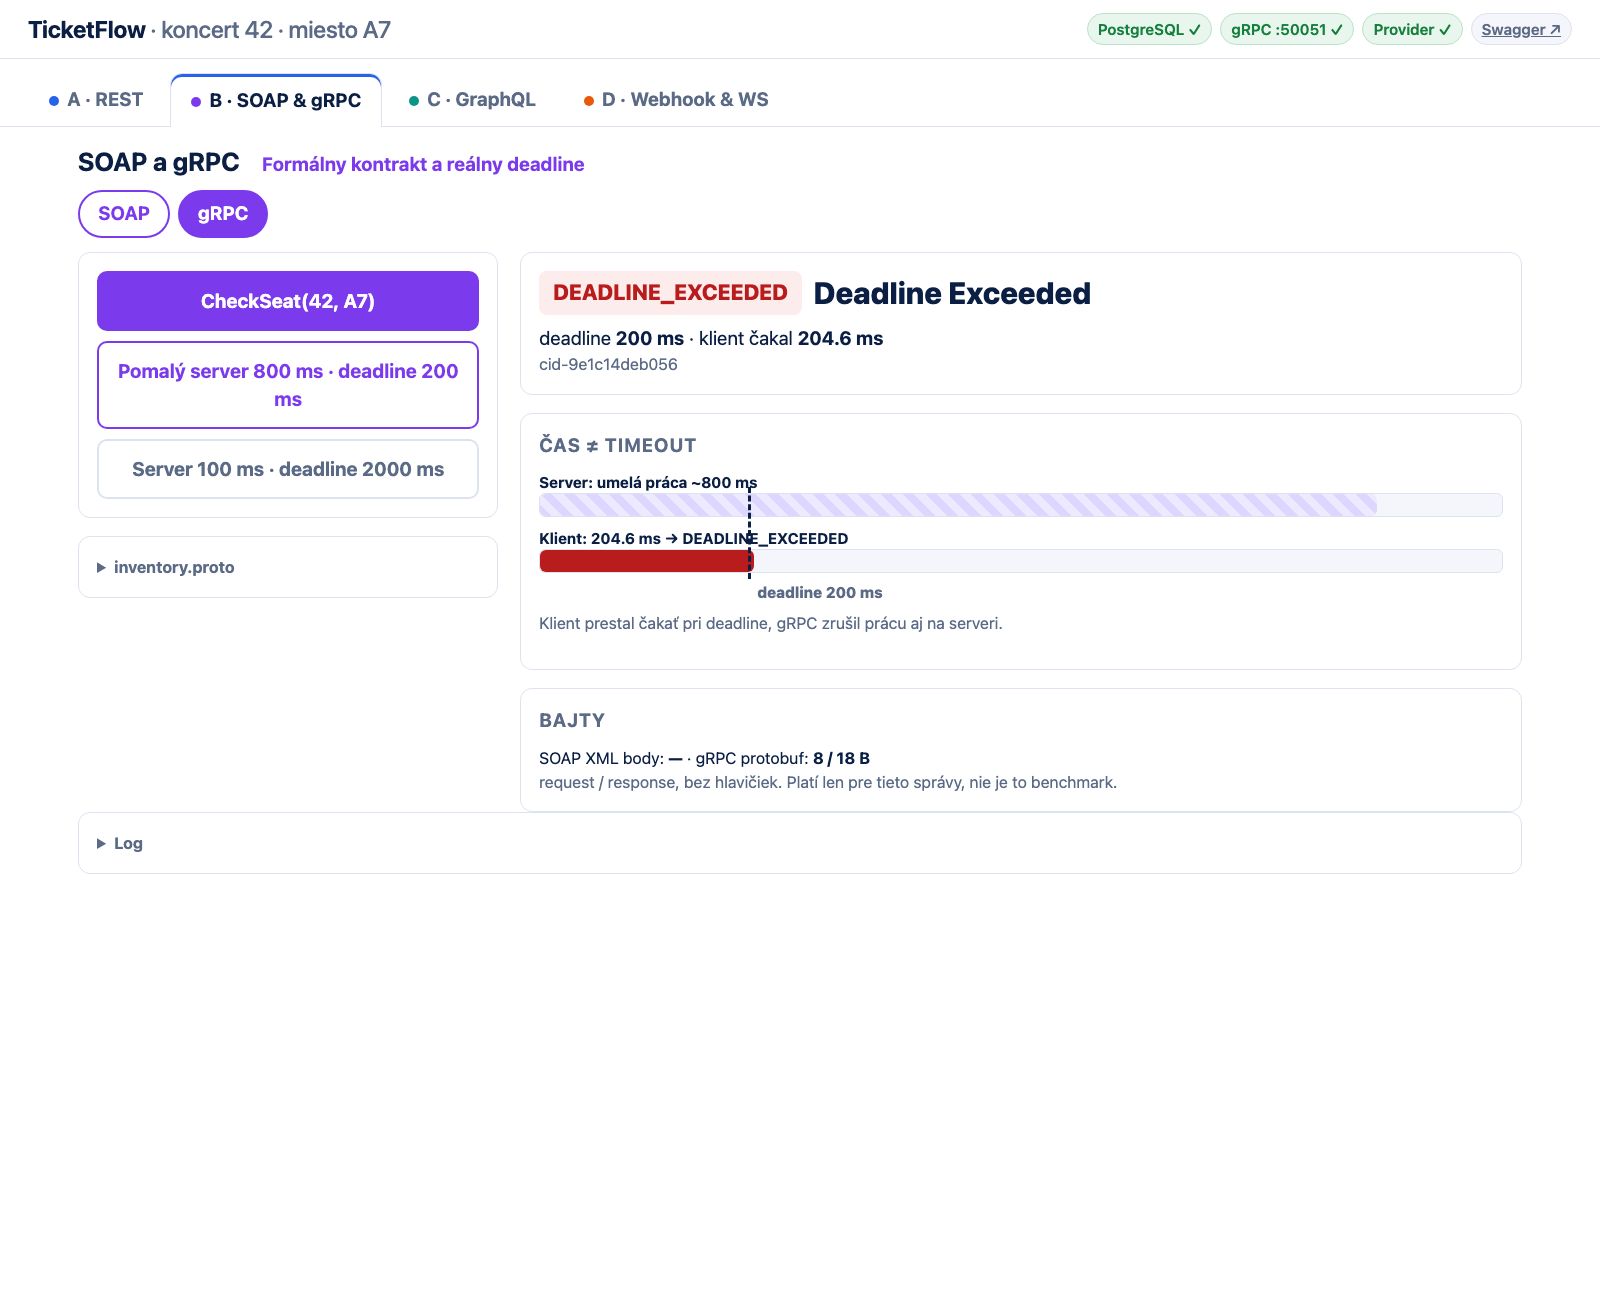 TicketFlow · koncert 42 · miesto A7
PostgreSQL ✓
gRPC :50051 ✓
Provider ✓
Swagger ↗
A · REST
B · SOAP & gRPC
C · GraphQL
D · Webhook & WS
SOAP a gRPC
Formálny kontrakt a reálny deadline
SOAP
gRPC
CheckSeat(42, A7)
Pomalý server 800 ms · deadline 200
ms
Server 100 ms · deadline 2000 ms
inventory.proto
DEADLINE_EXCEEDED
Deadline Exceeded
deadline 200 ms · klient čakal 204.6 ms
cid-9e1c14deb056
ČAS ≠ TIMEOUT
Server: umelá práca ~800 ms
Klient: 204.6 ms → DEADLINE_EXCEEDED
deadline 200 ms
Klient prestal čakať pri deadline, gRPC zrušil prácu aj na serveri.
BAJTY
SOAP XML body: — · gRPC protobuf: 8 / 18 B
request / response, bez hlavičiek. Platí len pre tieto správy, nie je to benchmark.
Log